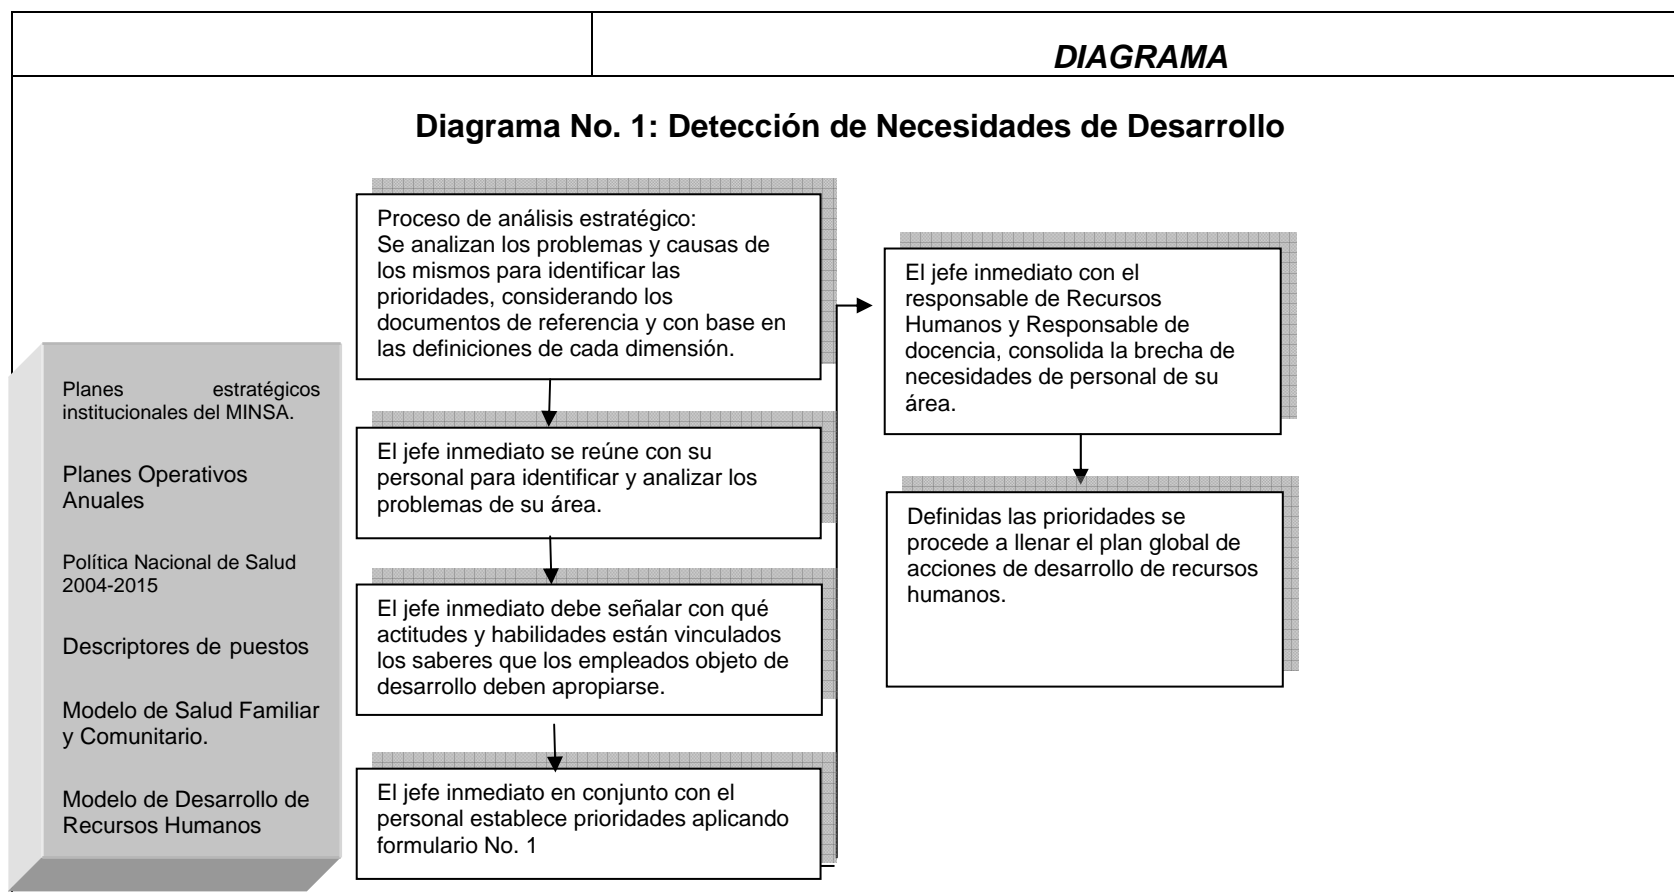 DIAGRAMA
Diagrama No. 1: Detección de Necesidades de Desarrollo
Planes estratégicos
institucionales del MINSA.
Planes Operativos
Anuales
Política Nacional de Salud
2004-2015
Descriptores de puestos
Modelo de Salud Familiar
y Comunitario.
Modelo de Desarrollo de
Recursos Humanos
Proceso de análisis estratégico:
Se analizan los problemas y causas de
los mismos para identificar las
prioridades, considerando los
documentos de referencia y con base en
las definiciones de cada dimensión.
El jefe inmediato se reúne con su
personal para identificar y analizar los
problemas de su área.
El jefe inmediato debe señalar con qué
actitudes y habilidades están vinculados
los saberes que los empleados objeto de
desarrollo deben apropiarse.
El jefe inmediato en conjunto con el
personal establece prioridades aplicando
formulario No. 1
El jefe inmediato con el
responsable de Recursos
Humanos y Responsable de
docencia, consolida la brecha de
necesidades de personal de su
área.
Definidas las prioridades se
procede a llenar el plan global de
acciones de desarrollo de recursos
humanos.